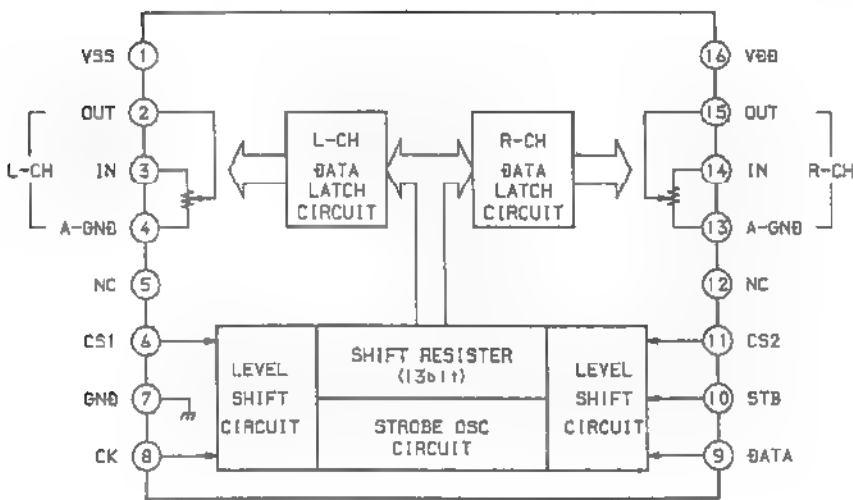 VSS 1 16 VDD
OUT 2 15 OUT
L-CH R-CH
IN 3 14 IN
A-GND 4 13 A-GND
NC 5 12 NC
CS1 6 11 CS2
GND 7 10 STB
CK 8 9 DATA
L-CH
DATA
LATCH
CIRCUIT
R-CH
DATA
LATCH
CIRCUIT
LEVEL
SHIFT
CIRCUIT
SHIFT RESISTER
(13bit)
STROBE OSC
CIRCUIT
LEVEL
SHIFT
CIRCUIT